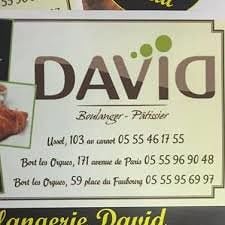 DAVID
Boulanger - Pâtissier
Ussel, 103 av carnot 05 55 46 17 55
Bort les Orgues, 171 avenue de Paris 05 55 96 90 48
Bort les Orgues, 59 place du Faubourg 05 55 95 69 97
langerie David